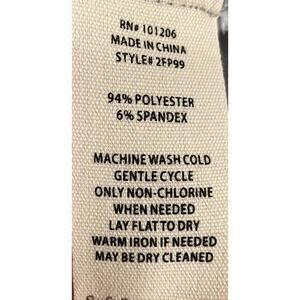 RN# 101206
MADE IN CHINA
STYLE# 2FP99
94% POLYESTER
6% SPANDEX
MACHINE WASH COLD
GENTLE CYCLE
ONLY NON-CHLORINE
WHEN NEEDED
LAY FLAT TO DRY
WARM IRON IF NEEDED
MAY BE DRY CLEANED